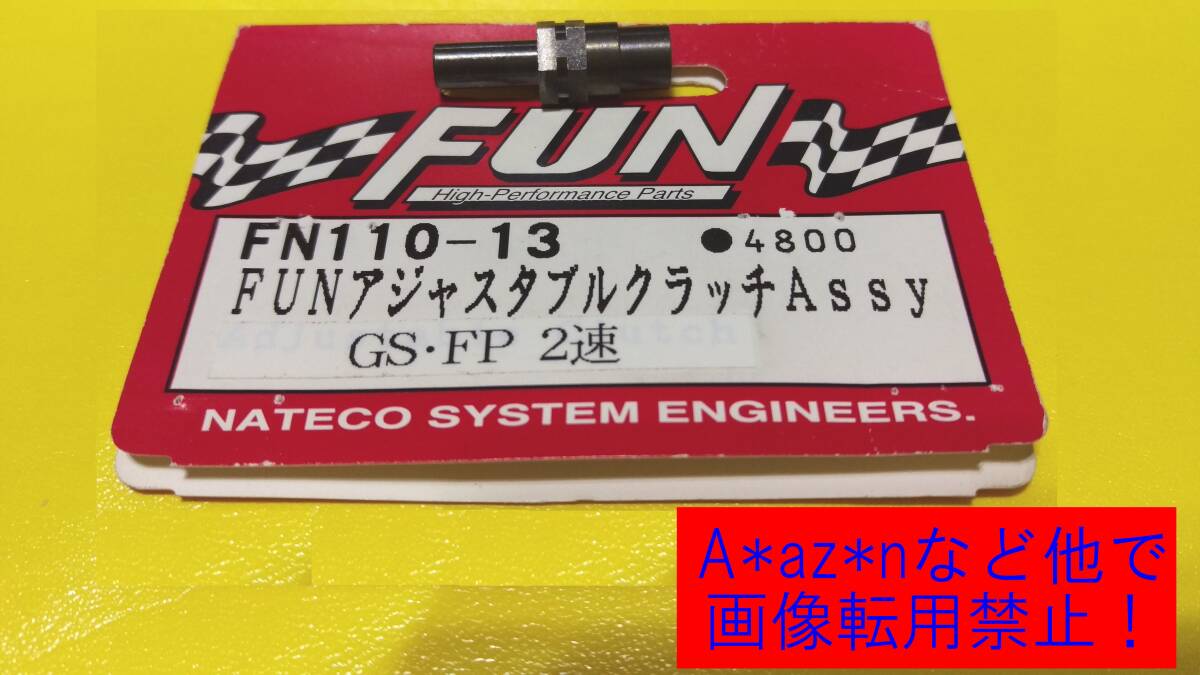 FUN
High-Performance Parts
FN110-13 ●4800
FUNアジャスタブルクラッチAssy
GS・FP 2速
NATECO SYSTEM ENGINEERS.
A*az*nなど他で
画像転用禁止！